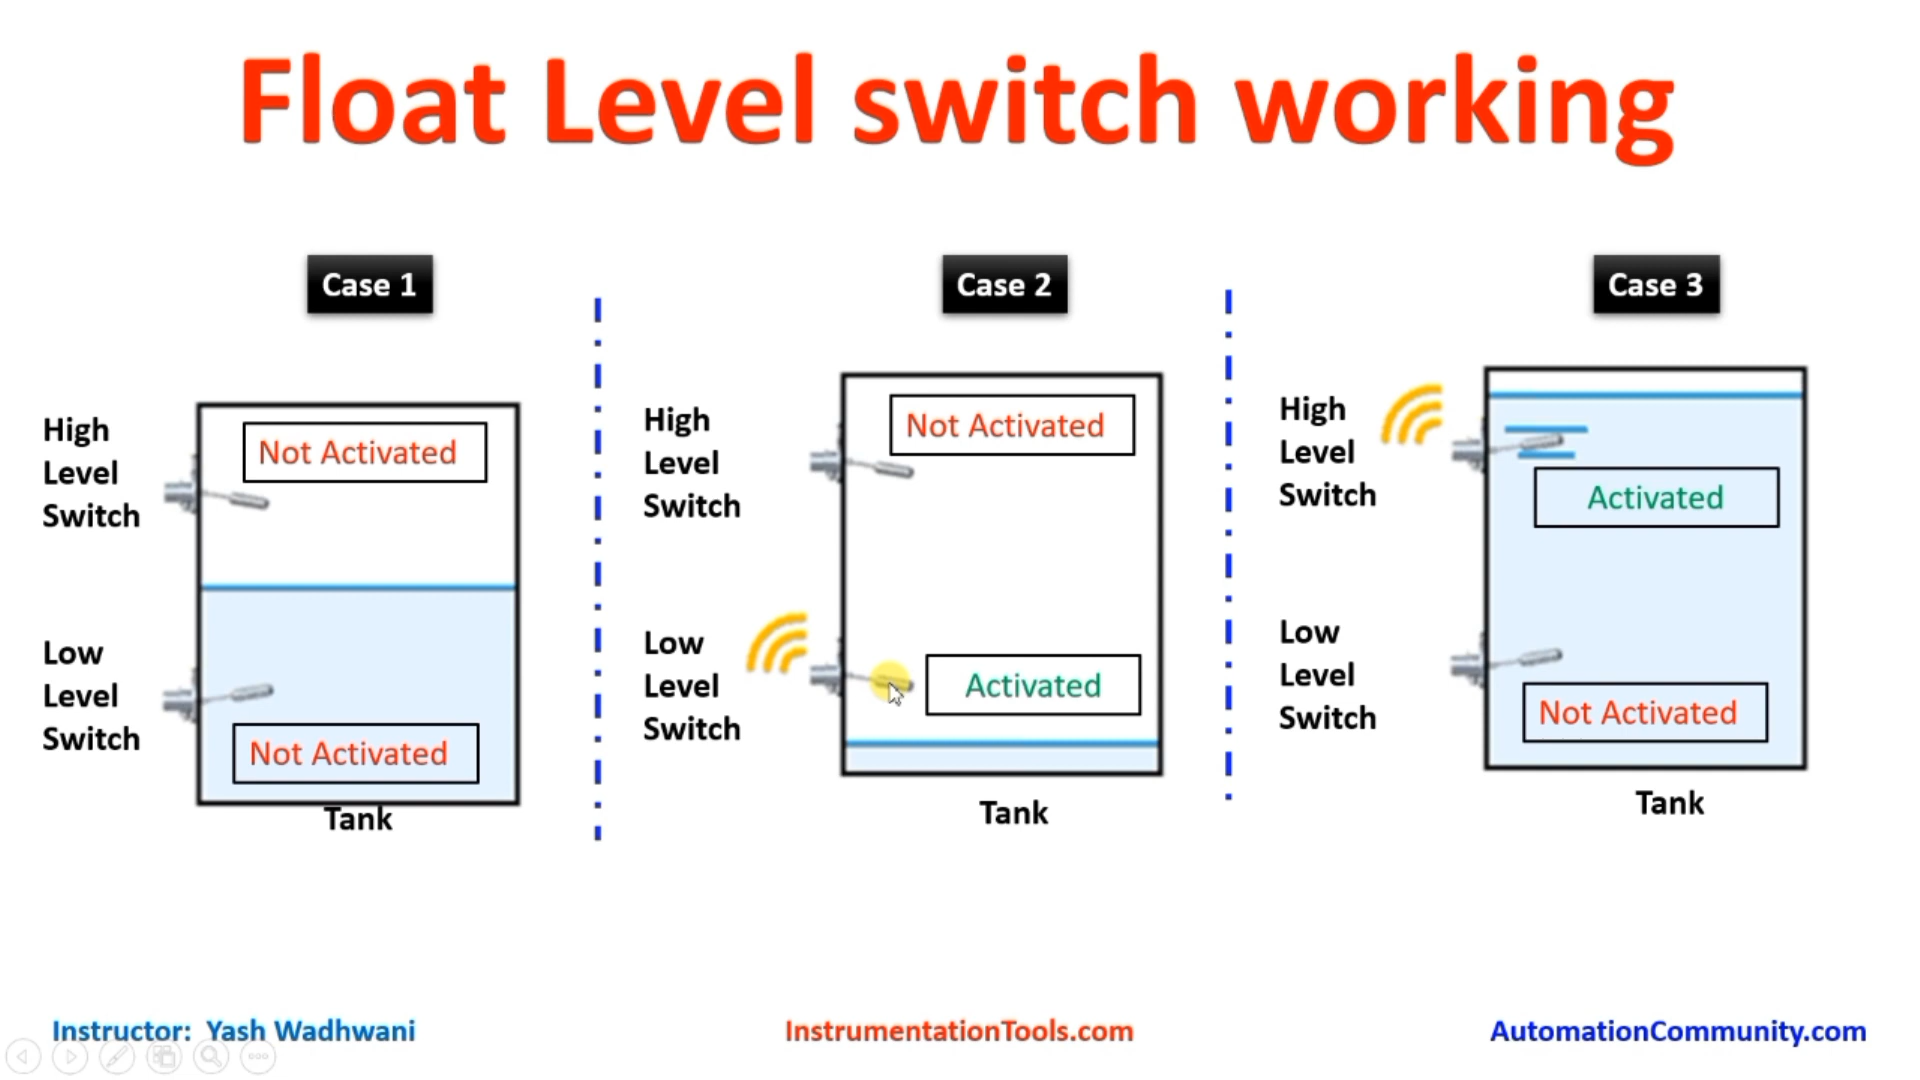 Float Level switch working
Case 1
High
Level
Switch
Not Activated
Low
Level
Switch
Not Activated
Tank
Case 2
High
Level
Switch
Not Activated
Low
Level
Switch
Activated
Tank
Case 3
High
Level
Switch
Activated
Low
Level
Switch
Not Activated
Tank
Instructor: Yash Wadhwani
InstrumentationTools.com
AutomationCommunity.com